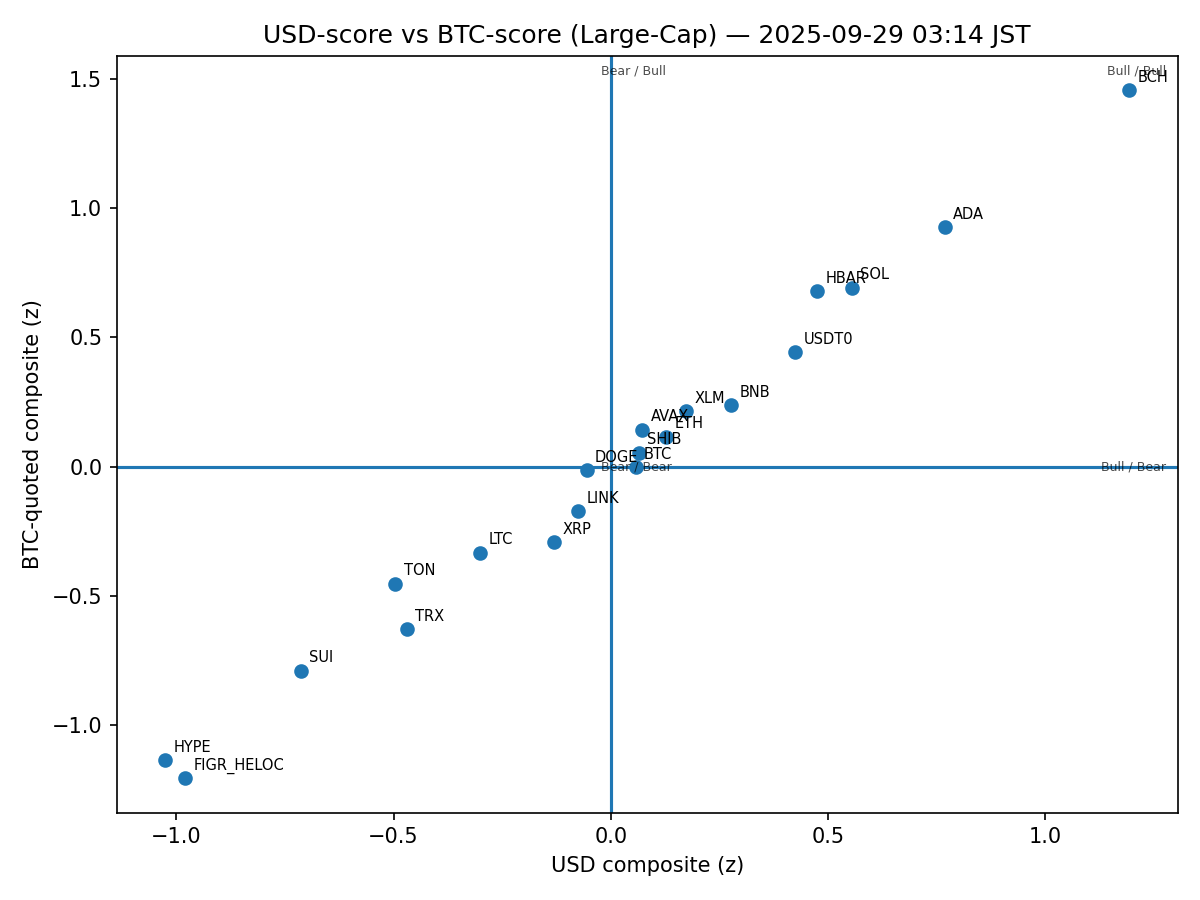 USD-score vs BTC-score (Large-Cap) — 2025-09-29 03:14 JST
Bear / Bull
Bull / Bull
BCH
1.5
ADA
1.0
HBAR
SOL
0.5
USDT0
BNB
XLM
AVAX
ETH
SHIB
BTC
DOGE
0.0
Bear / Bear
Bull / Bear
LINK
XRP
LTC
TON
−0.5
TRX
SUI
−1.0
HYPE
FIGR_HELOC
BTC-quoted composite (z)
−1.0
−0.5
0.0
0.5
1.0
USD composite (z)